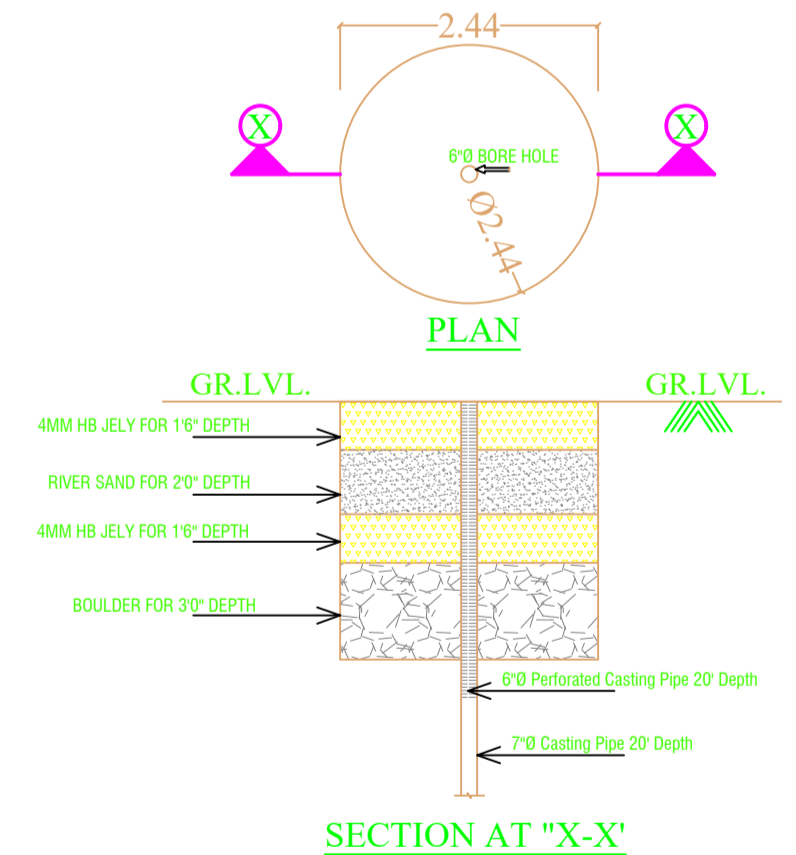 2.44
X
X
6"Ø BORE HOLE
Ø2.44
PLAN
GR.LVL.
GR.LVL.
4MM HB JELY FOR 1'6" DEPTH
RIVER SAND FOR 2'0" DEPTH
4MM HB JELY FOR 1'6" DEPTH
BOULDER FOR 3'0" DEPTH
6"Ø Perforated Casting Pipe 20' Depth
7"Ø Casting Pipe 20' Depth
SECTION AT "X-X'